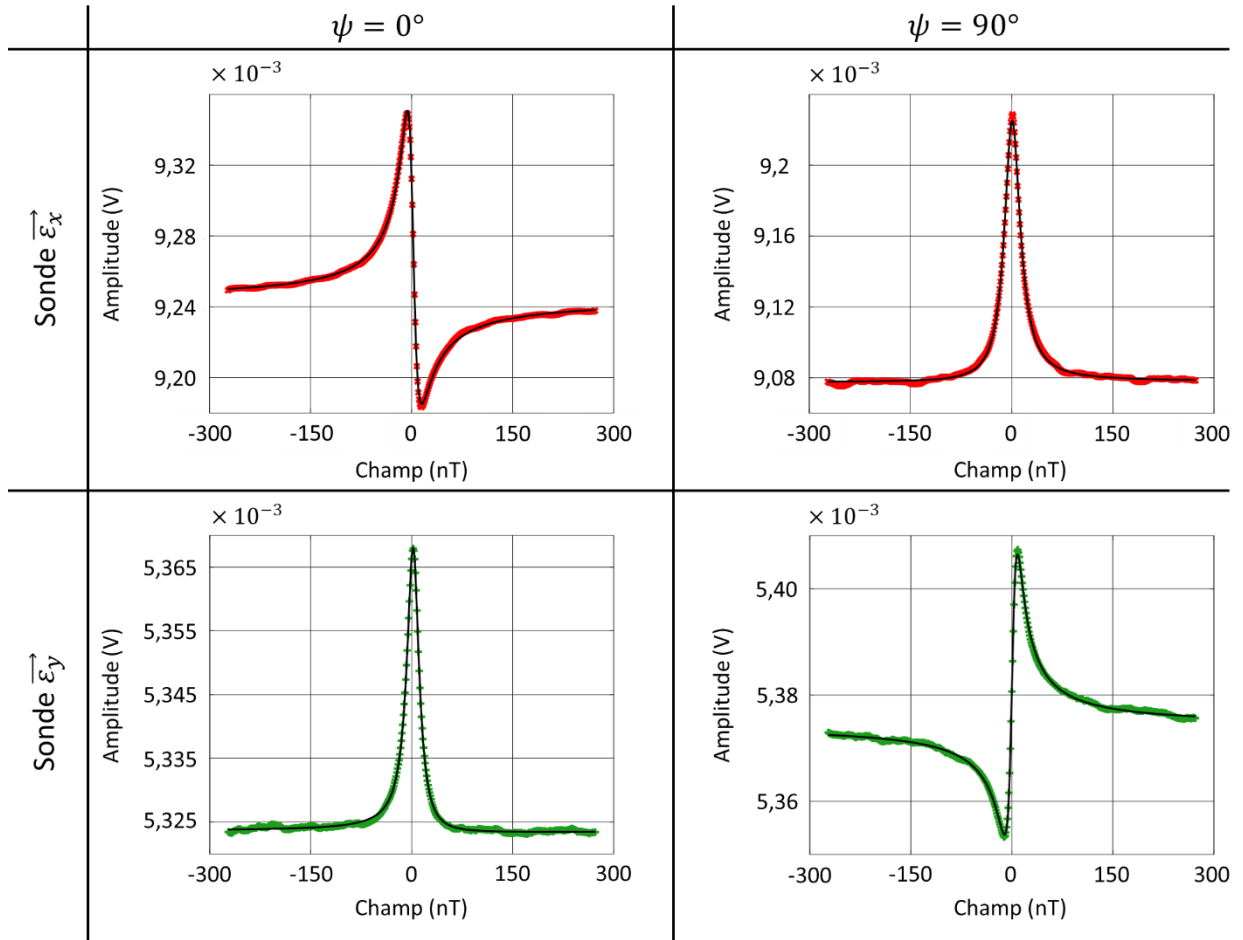 ψ = 0°
ψ = 90°
Sonde $\overrightarrow{\varepsilon_x}$
× 10⁻³
Amplitude (V)
9,32
9,28
9,24
9,20
-300 -150 0 150 300
Champ (nT)
× 10⁻³
Amplitude (V)
9,2
9,16
9,12
9,08
-300 -150 0 150 300
Champ (nT)
Sonde $\overrightarrow{\varepsilon_y}$
× 10⁻³
Amplitude (V)
5,365
5,355
5,345
5,335
5,325
-300 -150 0 150 300
Champ (nT)
× 10⁻³
Amplitude (V)
5,40
5,38
5,36
-300 -150 0 150 300
Champ (nT)